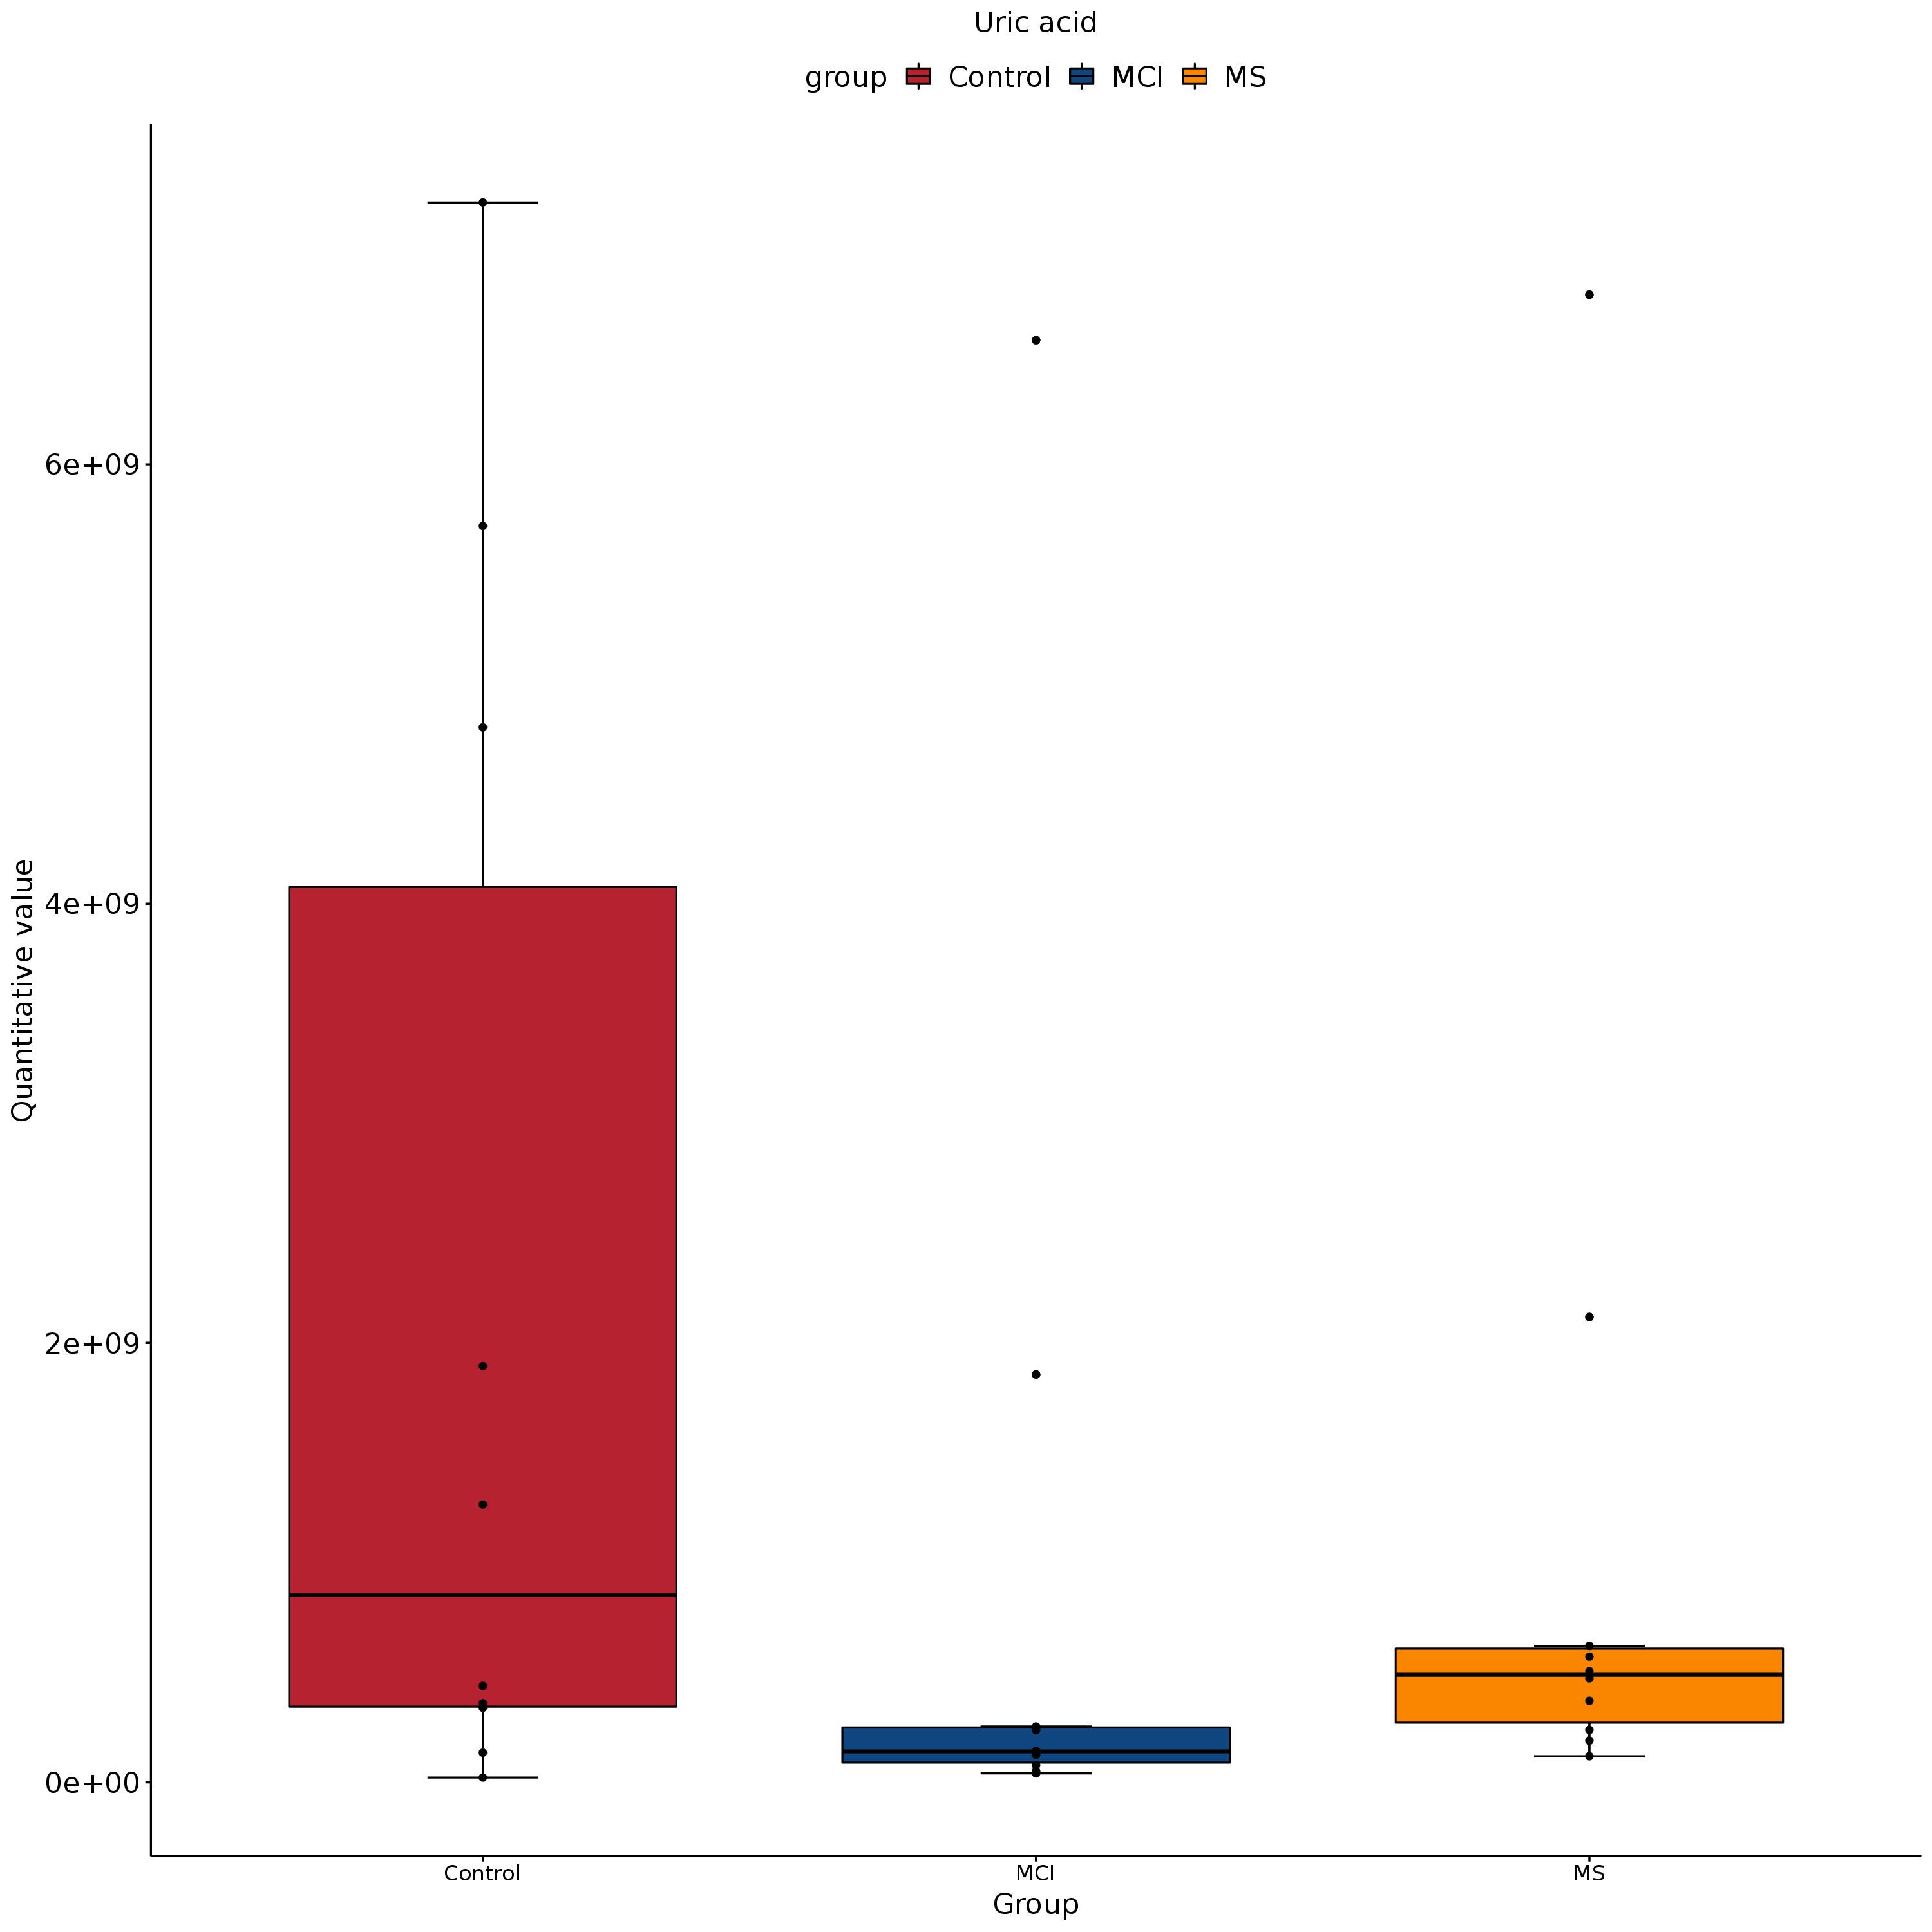 Uric acid
group Control MCI MS
Quantitative value
6e+09
4e+09
2e+09
0e+00
Control MCI MS
Group